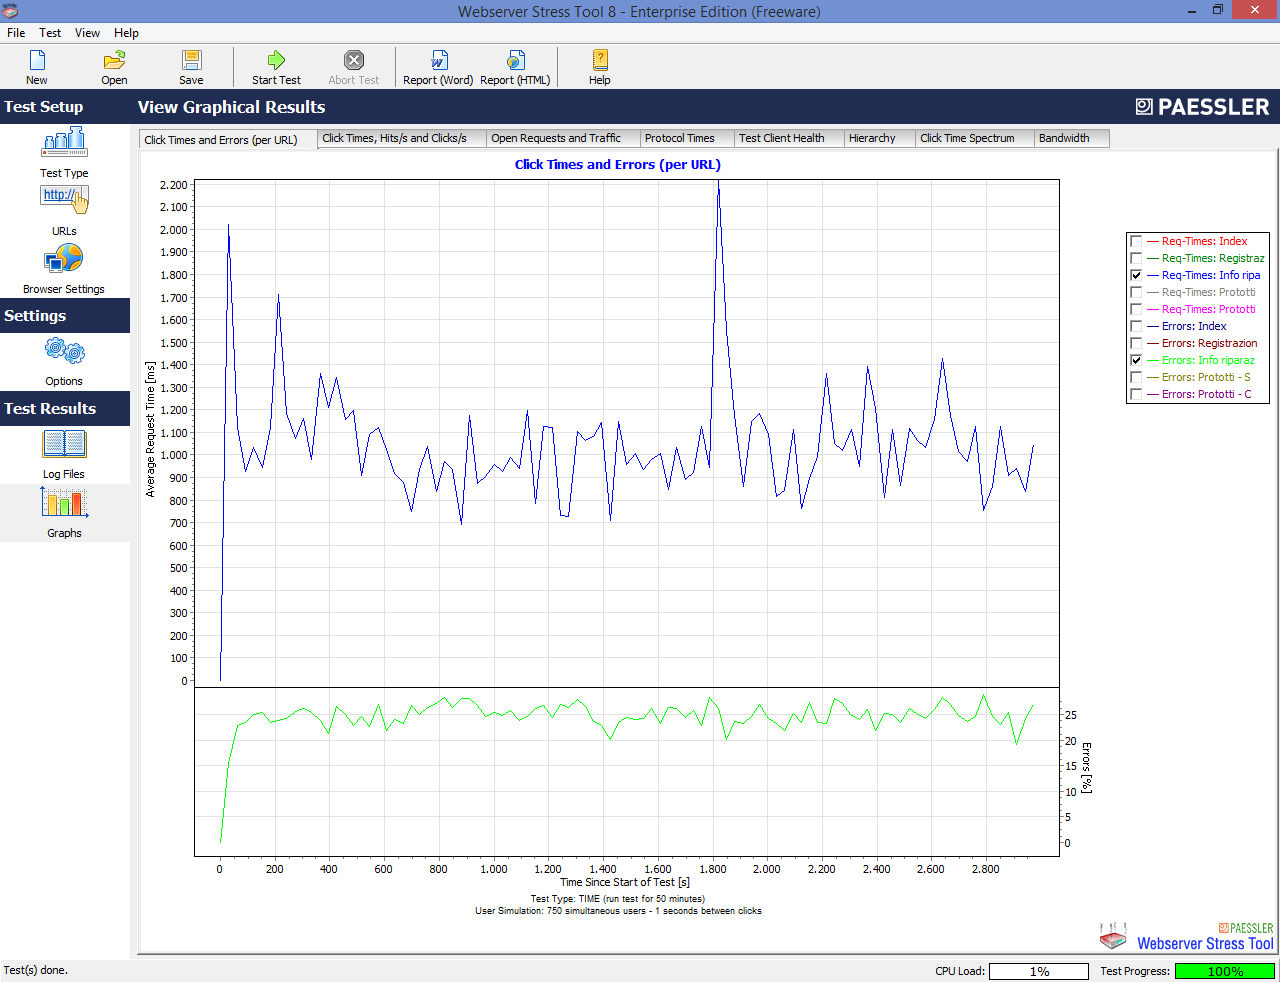 Webserver Stress Tool 8 - Enterprise Edition (Freeware)
File Test View Help
New Open Save Start Test Abort Test Report (Word) Report (HTML) Help
Test Setup
View Graphical Results
PAESSLER
Click Times and Errors (per URL) Click Times, Hits/s and Clicks/s Open Requests and Traffic Protocol Times Test Client Health Hierarchy Click Time Spectrum Bandwidth
Test Type
http://
URLs
Browser Settings
Settings
Options
Test Results
Log Files
Graphs
Click Times and Errors (per URL)
2.200
2.100
2.000
1.900
1.800
1.700
1.600
1.500
1.400
1.300
1.200
1.100
1.000
900
800
700
600
500
400
300
200
100
0
Average Request Time [ms]
25
20
15
10
5
0
Errors [%]
0 200 400 600 800 1.000 1.200 1.400 1.600 1.800 2.000 2.200 2.400 2.600 2.800
Time Since Start of Test [s]
Test Type: TIME (run test for 50 minutes)
User Simulation: 750 simultaneous users - 1 seconds between clicks
Req-Times: Index
Req-Times: Registraz
Req-Times: Info ripa
Req-Times: Prototti
Req-Times: Prototti
Errors: Index
Errors: Registrazion
Errors: Info riparaz
Errors: Prototti - S
Errors: Prototti - C
PAESSLER
Webserver Stress Tool
Test(s) done.
CPU Load: 1% Test Progress: 100%